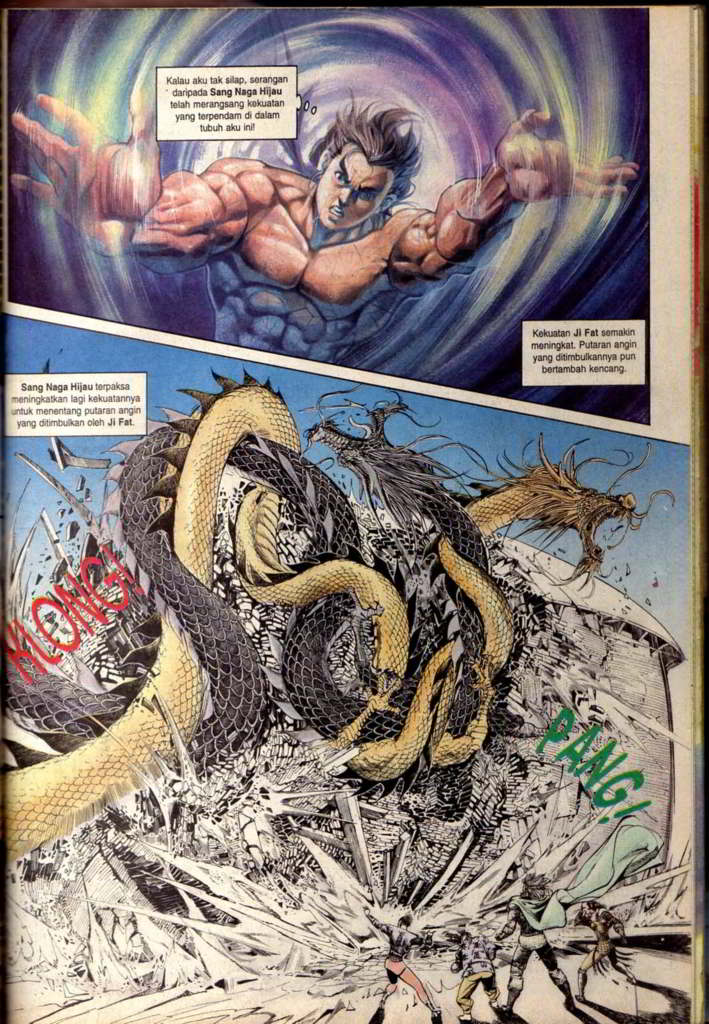 Kalau aku tak silap, serangan
daripada Sang Naga Hijau
telah merangsang kekuatan
yang terpendam di dalam
tubuh aku ini!
Kekuatan Ji Fat semakin
meningkat. Putaran angin
yang ditimbulkannya pun
bertambah kencang.
Sang Naga Hijau terpaksa
meningkatkan lagi kekuatannya
untuk menentang putaran angin
yang ditimbulkan oleh Ji Fat.
KLONG!
PANG!